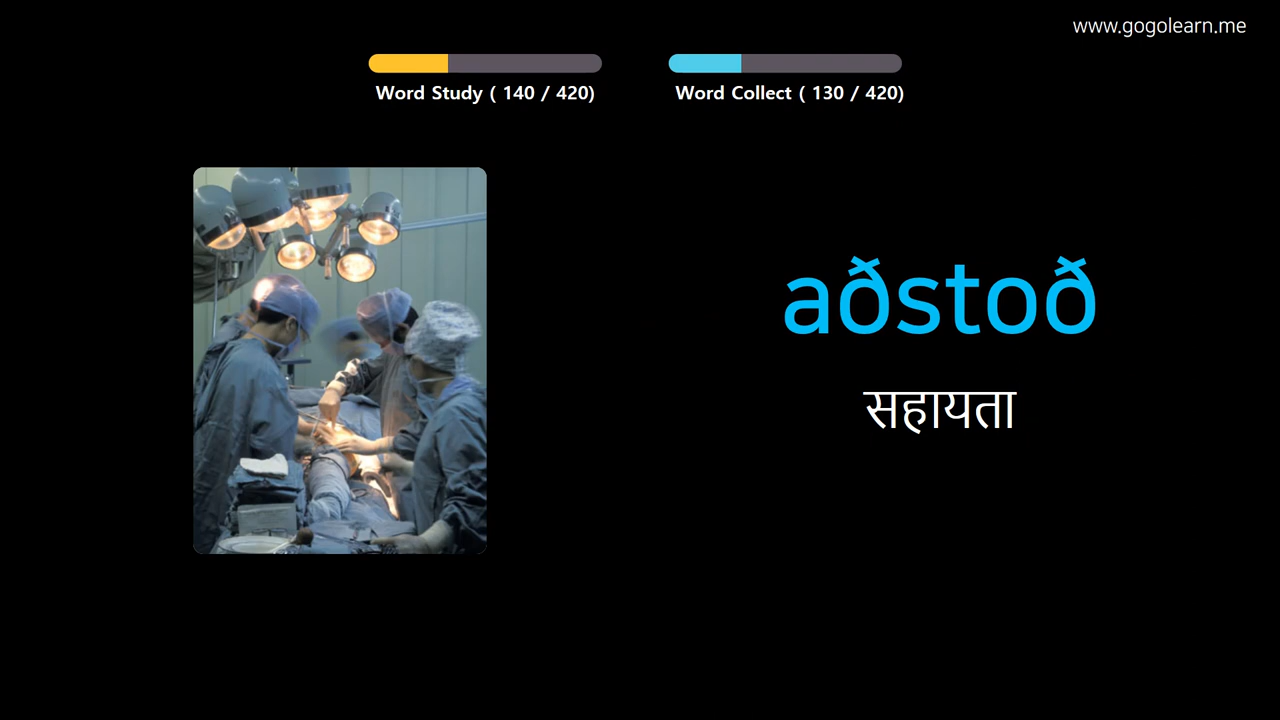 www.gogolearn.me
Word Study ( 140 / 420)
Word Collect ( 130 / 420)
aðstoð
सहायता